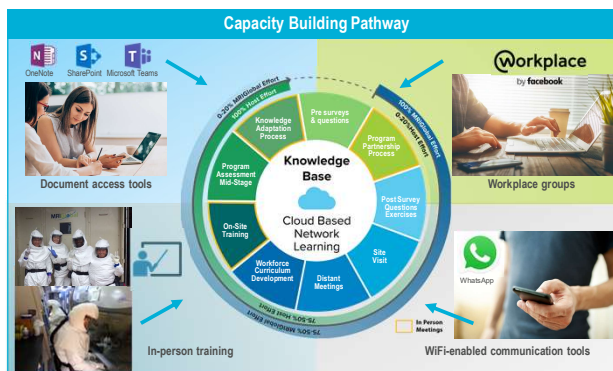 Capacity Building Pathway
OneNote
SharePoint
Microsoft Teams
Workplace
by facebook
0-20% MRIGlobal Effort
100% Host Effort
100% MRIGlobal Effort
0-20% Host Effort
Knowledge
Adaptation
Process
Pre surveys
& questions
Program
Partnership
Process
Program
Assessment
Mid-Stage
Knowledge
Base
Cloud Based
Network
Learning
Post Survey
Questions
Exercises
On-Site
Training
Site
Visit
Workforce
Curriculum
Development
Distant
Meetings
75-50% Host Effort
75-50% MRIGlobal Effort
Document access tools
Workplace groups
WhatsApp
In Person
Meetings
In-person training
WiFi-enabled communication tools